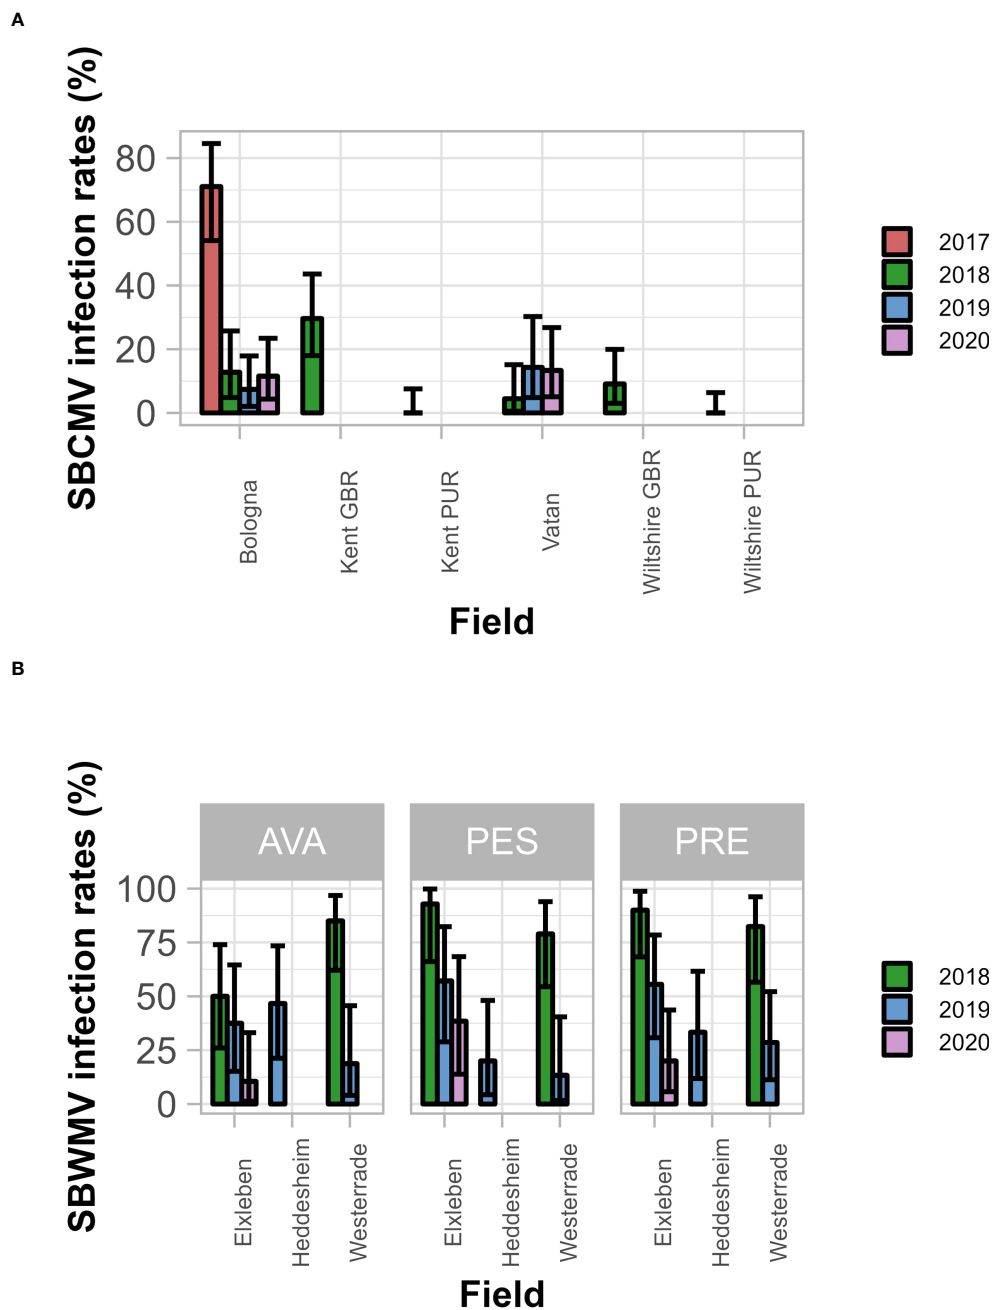 A
SBCMV infection rates (%)
80
60
40
20
0
Bologna
Kent GBR
Kent PUR
Vatan
Wiltshire GBR
Wiltshire PUR
Field
2017
2018
2019
2020
B
SBWMV infection rates (%)
AVA
PES
PRE
100
75
50
25
0
Elxleben
Heddesheim
Westerrade
Elxleben
Heddesheim
Westerrade
Elxleben
Heddesheim
Westerrade
Field
2018
2019
2020